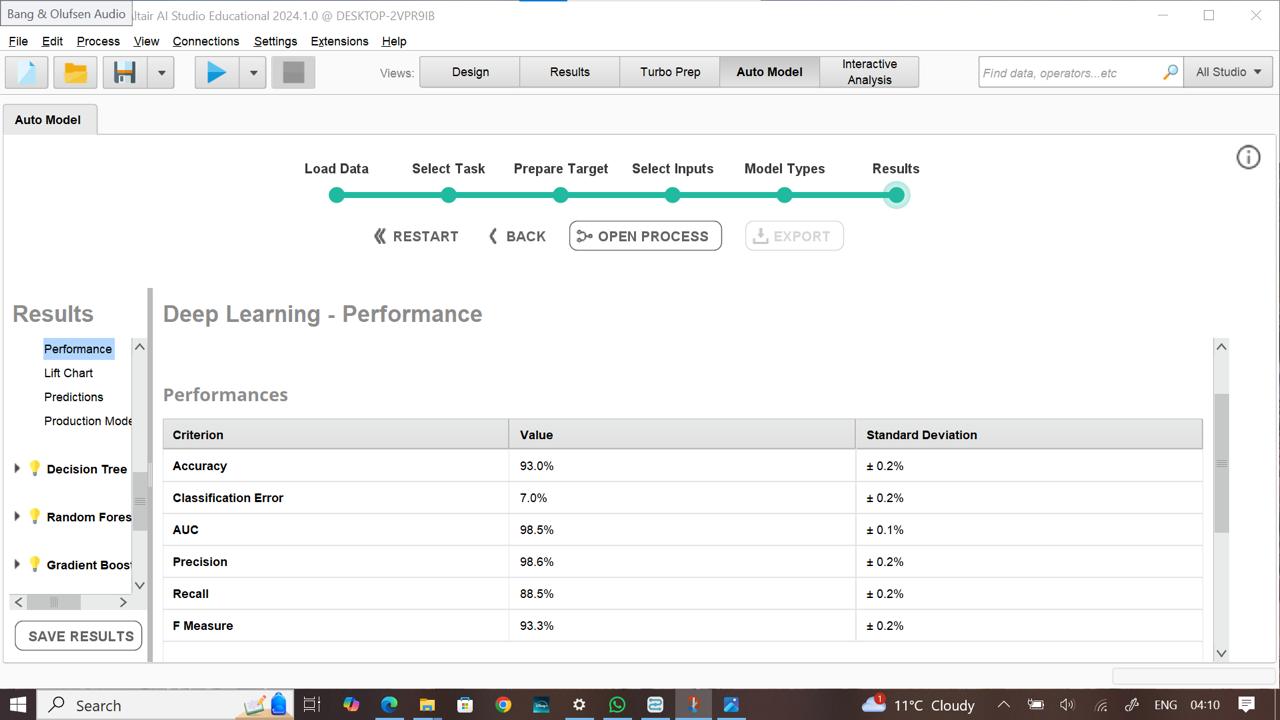 Bang & Olufsen Audio
ltair AI Studio Educational 2024.1.0 @ DESKTOP-2VPR9IB
File Edit Process View Connections Settings Extensions Help
Views: Design Results Turbo Prep Auto Model Interactive Analysis Find data, operators...etc All Studio
Auto Model
Load Data Select Task Prepare Target Select Inputs Model Types Results
RESTART BACK OPEN PROCESS EXPORT
Results
Performance
Lift Chart
Predictions
Production Mode
Decision Tree
Random Fores
Gradient Boos
SAVE RESULTS
Deep Learning - Performance
Performances
Criterion Value Standard Deviation
Accuracy 93.0% ± 0.2%
Classification Error 7.0% ± 0.2%
AUC 98.5% ± 0.1%
Precision 98.6% ± 0.2%
Recall 88.5% ± 0.2%
F Measure 93.3% ± 0.2%
Search 1 11°C Cloudy ENG 04:10